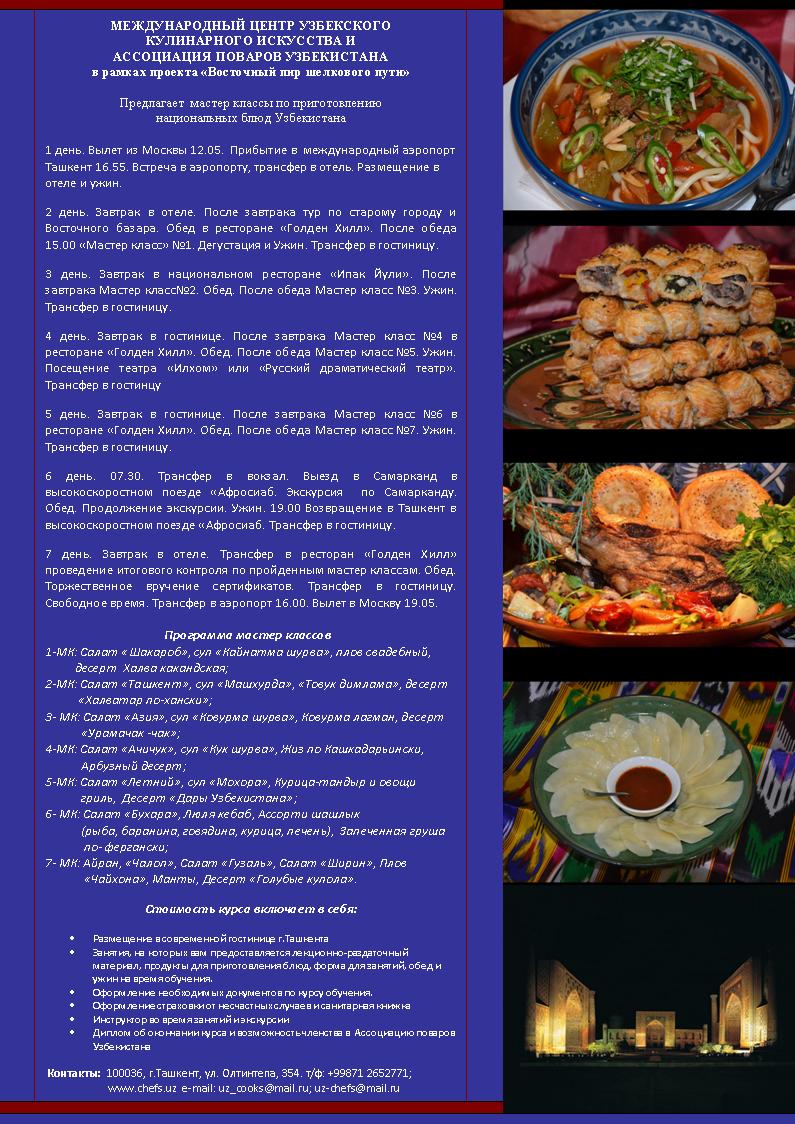 МЕЖДУНАРОДНЫЙ ЦЕНТР УЗБЕКСКОГО
КУЛИНАРНОГО ИСКУССТВА И
АССОЦИАЦИЯ ПОВАРОВ УЗБЕКИСТАНА
в рамках проекта «Восточный пир шелкового пути»
Предлагает мастер классы по приготовлению
национальных блюд Узбекистана
1 день. Вылет из Москвы 12.05. Прибытие в международный аэропорт
Ташкент 16.55. Встреча в аэропорту, трансфер в отель. Размещение в
отеле и ужин.
2 день. Завтрак в отеле. После завтрака тур по старому городу и
Восточного базара. Обед в ресторане «Голден Хилл». После обеда
15.00 «Мастер класс» №1. Дегустация и Ужин. Трансфер в гостиницу.
3 день. Завтрак в национальном ресторане «Ипак Йули». После
завтрака Мастер класс№2. Обед. После обеда Мастер класс №3. Ужин.
Трансфер в гостиницу.
4 день. Завтрак в гостинице. После завтрака Мастер класс №4 в
ресторане «Голден Хилл». Обед. После обеда Мастер класс №5. Ужин.
Посещение театра «Илхом» или «Русский драматический театр».
Трансфер в гостинцу
5 день. Завтрак в гостинице. После завтрака Мастер класс №6 в
ресторане «Голден Хилл». Обед. После обеда Мастер класс №7. Ужин.
Трансфер в гостиницу.
6 день. 07.30. Трансфер в вокзал. Выезд в Самарканд в
высокоскоростном поезде «Афросиаб. Экскурсия по Самарканду.
Обед. Продолжение экскурсии. Ужин. 19.00 Возвращение в Ташкент в
высокоскоростном поезде «Афросиаб. Трансфер в гостиницу.
7 день. Завтрак в отеле. Трансфер в ресторан «Голден Хилл»
проведение итогового контроля по пройденным мастер классам. Обед.
Торжественное вручение сертификатов. Трансфер в гостиницу.
Свободное время. Трансфер в аэропорт 16.00. Вылет в Москву 19.05.
Программа мастер классов
1-МК: Салат « Шакароб», суп «Кайнатма шурва», плов свадебный,
десерт Халва какандская;
2-МК: Салат «Ташкент», суп «Машхурда», «Товук димлама», десерт
«Халватар по-хански»;
3- МК: Салат «Азия», суп «Ковурма шурва», Ковурма лагман, десерт
«Урамачак -чак»;
4-МК: Салат «Ачичук», суп «Кук шурва», Жиз по Кашкадарьински,
Арбузный десерт;
5-МК: Салат «Летний», суп «Мохора», Курица-тандыр и овощи
гриль, Десерт «Дары Узбекистана»;
6- МК: Салат «Бухара», Люля кебаб, Ассорти шашлык
(рыба, баранина, говядина, курица, печень), Запеченная груша
по- фергански;
7- МК: Айран, «Чалоп», Салат «Гузаль», Салат «Ширин», Плов
«Чайхона», Манты, Десерт «Голубые купола».
Стоимость курса включает в себя:
• Размещение в современной гостинице г.Ташкента
• Занятия, на которых вам предоставляется лекционно-раздаточный
материал, продукты для приготовления блюд, форма для занятий, обед и
ужин на время обучения.
• Оформление необходимых документов по курсу обучения.
• Оформление страховки от несчастных случаев и санитарная книжка
• Инструктор во время занятий и экскурсии
• Диплом об окончании курса и возможность членства в Ассоциацию поваров
Узбекистана
Контакты: 100036, г.Ташкент, ул. Олтинтепа, 354. т/ф: +99871 2652771;
www.chefs.uz e-mail: uz_cooks@mail.ru; uz-chefs@mail.ru